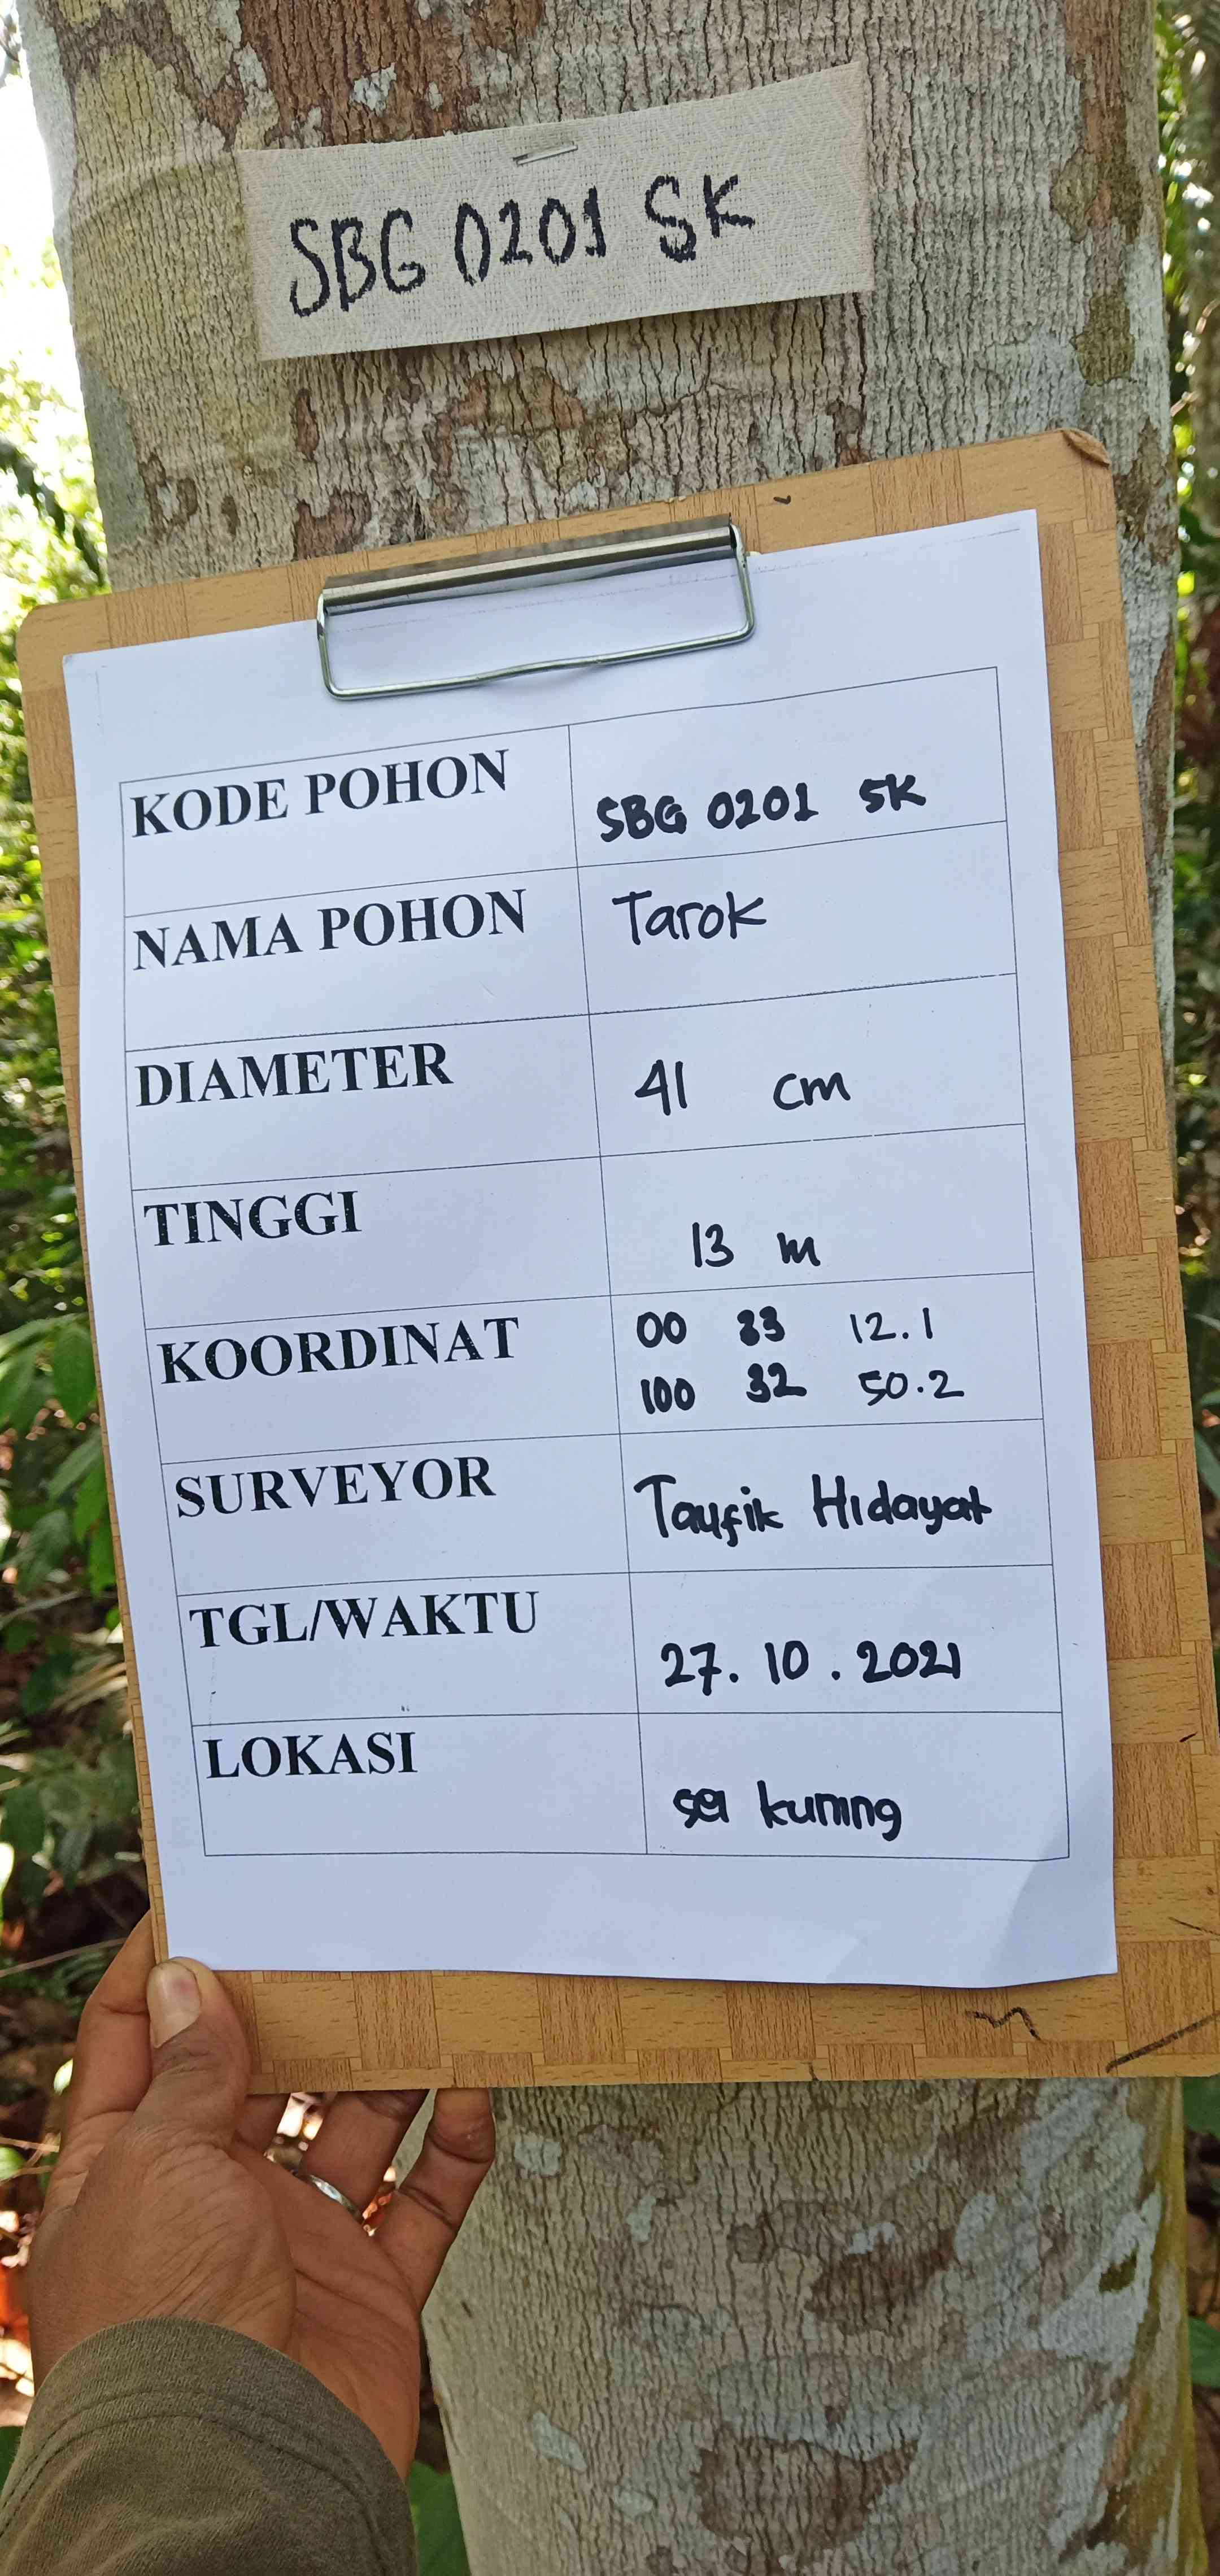 SBG 0201 SK
KODE POHON SBG 0201 SK
NAMA POHON Tarok
DIAMETER 41 cm
TINGGI 13 m
KOORDINAT 00 33 12.1
100 32 50.2
SURVEYOR Taufik Hidayat
TGL/WAKTU 27.10.2021
LOKASI sei kuning